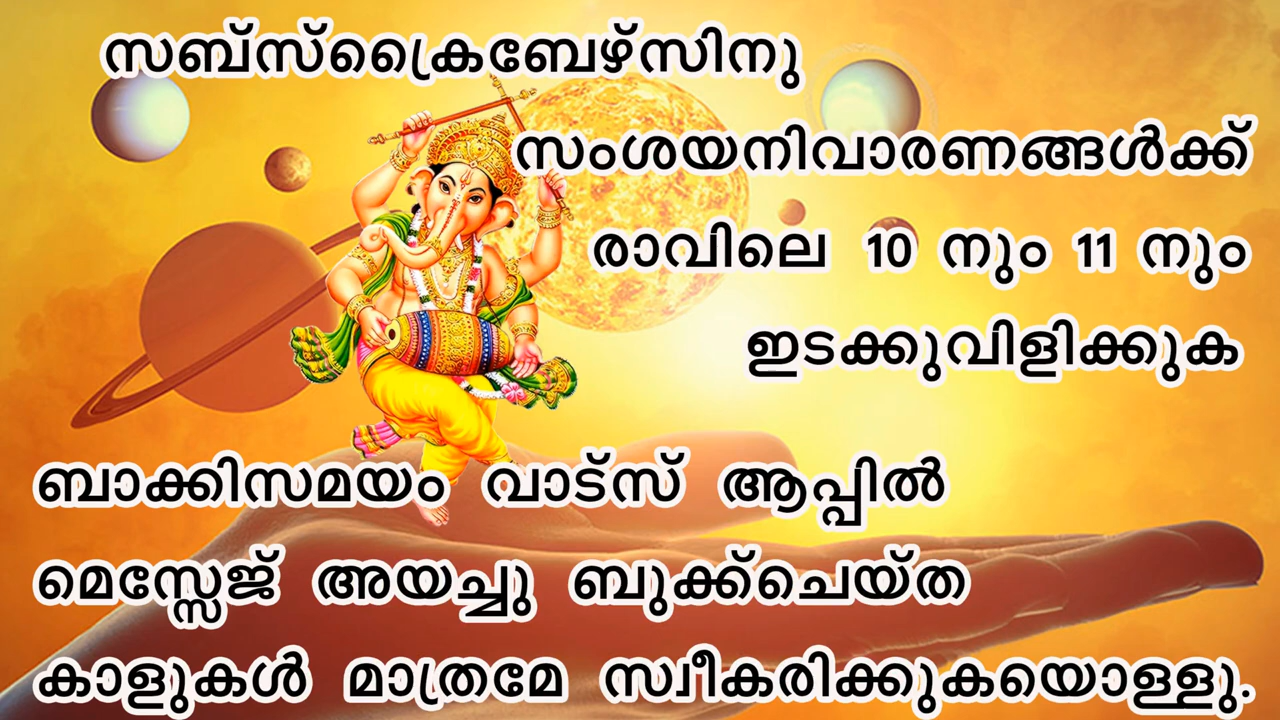 സബ്സ്ക്രൈബേഴ്സിനു
സംശയനിവാരണങ്ങൾക്ക്
രാവിലെ 10 നും 11 നും
ഇടക്കുവിളിക്കുക
ബാക്കിസമയം വാട്സ് ആപ്പിൽ
മെസ്സേജ് അയച്ചു ബുക്ക്ചെയ്ത
കാളുകൾ മാത്രമേ സ്വീകരിക്കുകയൊള്ളു.